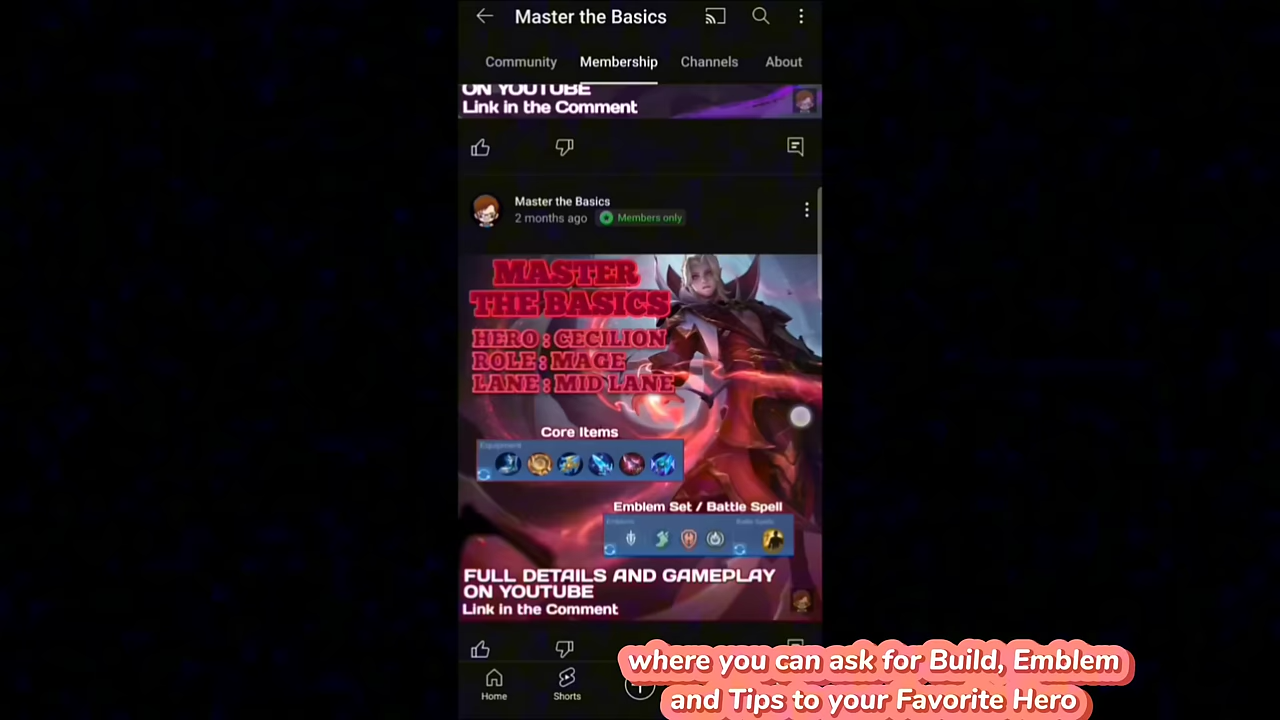 Master the Basics
Community Membership Channels About
ON YOUTUBE
Link in the Comment
Master the Basics
2 months ago Members only
MASTER
THE BASICS
HERO : CECILION
ROLE : MAGE
LANE : MID LANE
Core Items
Equipment
Emblem Set / Battle Spell
FULL DETAILS AND GAMEPLAY
ON YOUTUBE
Link in the Comment
where you can ask for Build, Emblem
and Tips to your Favorite Hero
Home Shorts